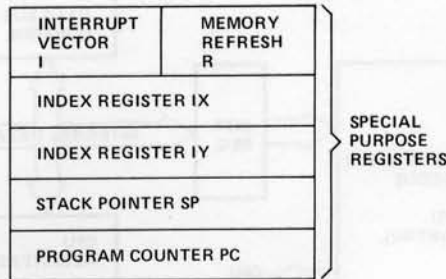 INTERRUPT
VECTOR
I
MEMORY
REFRESH
R
INDEX REGISTER IX
INDEX REGISTER IY
STACK POINTER SP
PROGRAM COUNTER PC
SPECIAL
PURPOSE
REGISTERS